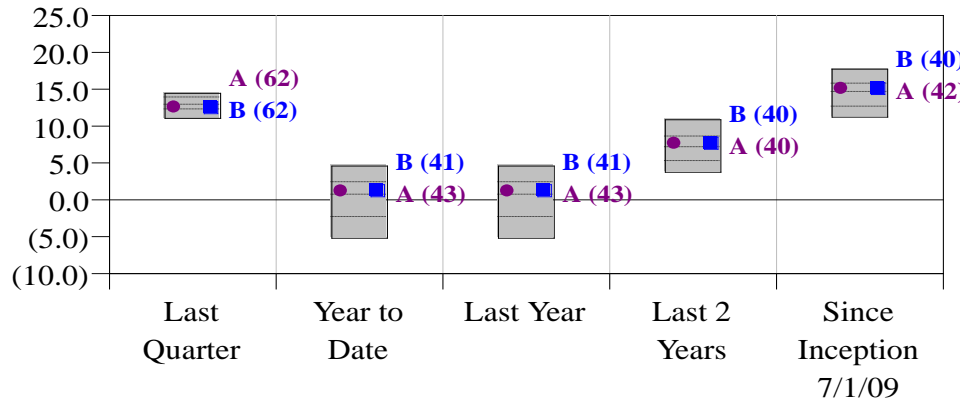 25.0
20.0
15.0
10.0
5.0
0.0
(5.0)
(10.0)
A (62)
B (62)
B (41)
A (43)
B (41)
A (43)
B (40)
A (40)
B (40)
A (42)
Last
Quarter
Year to
Date
Last Year
Last 2
Years
Since
Inception
7/1/09